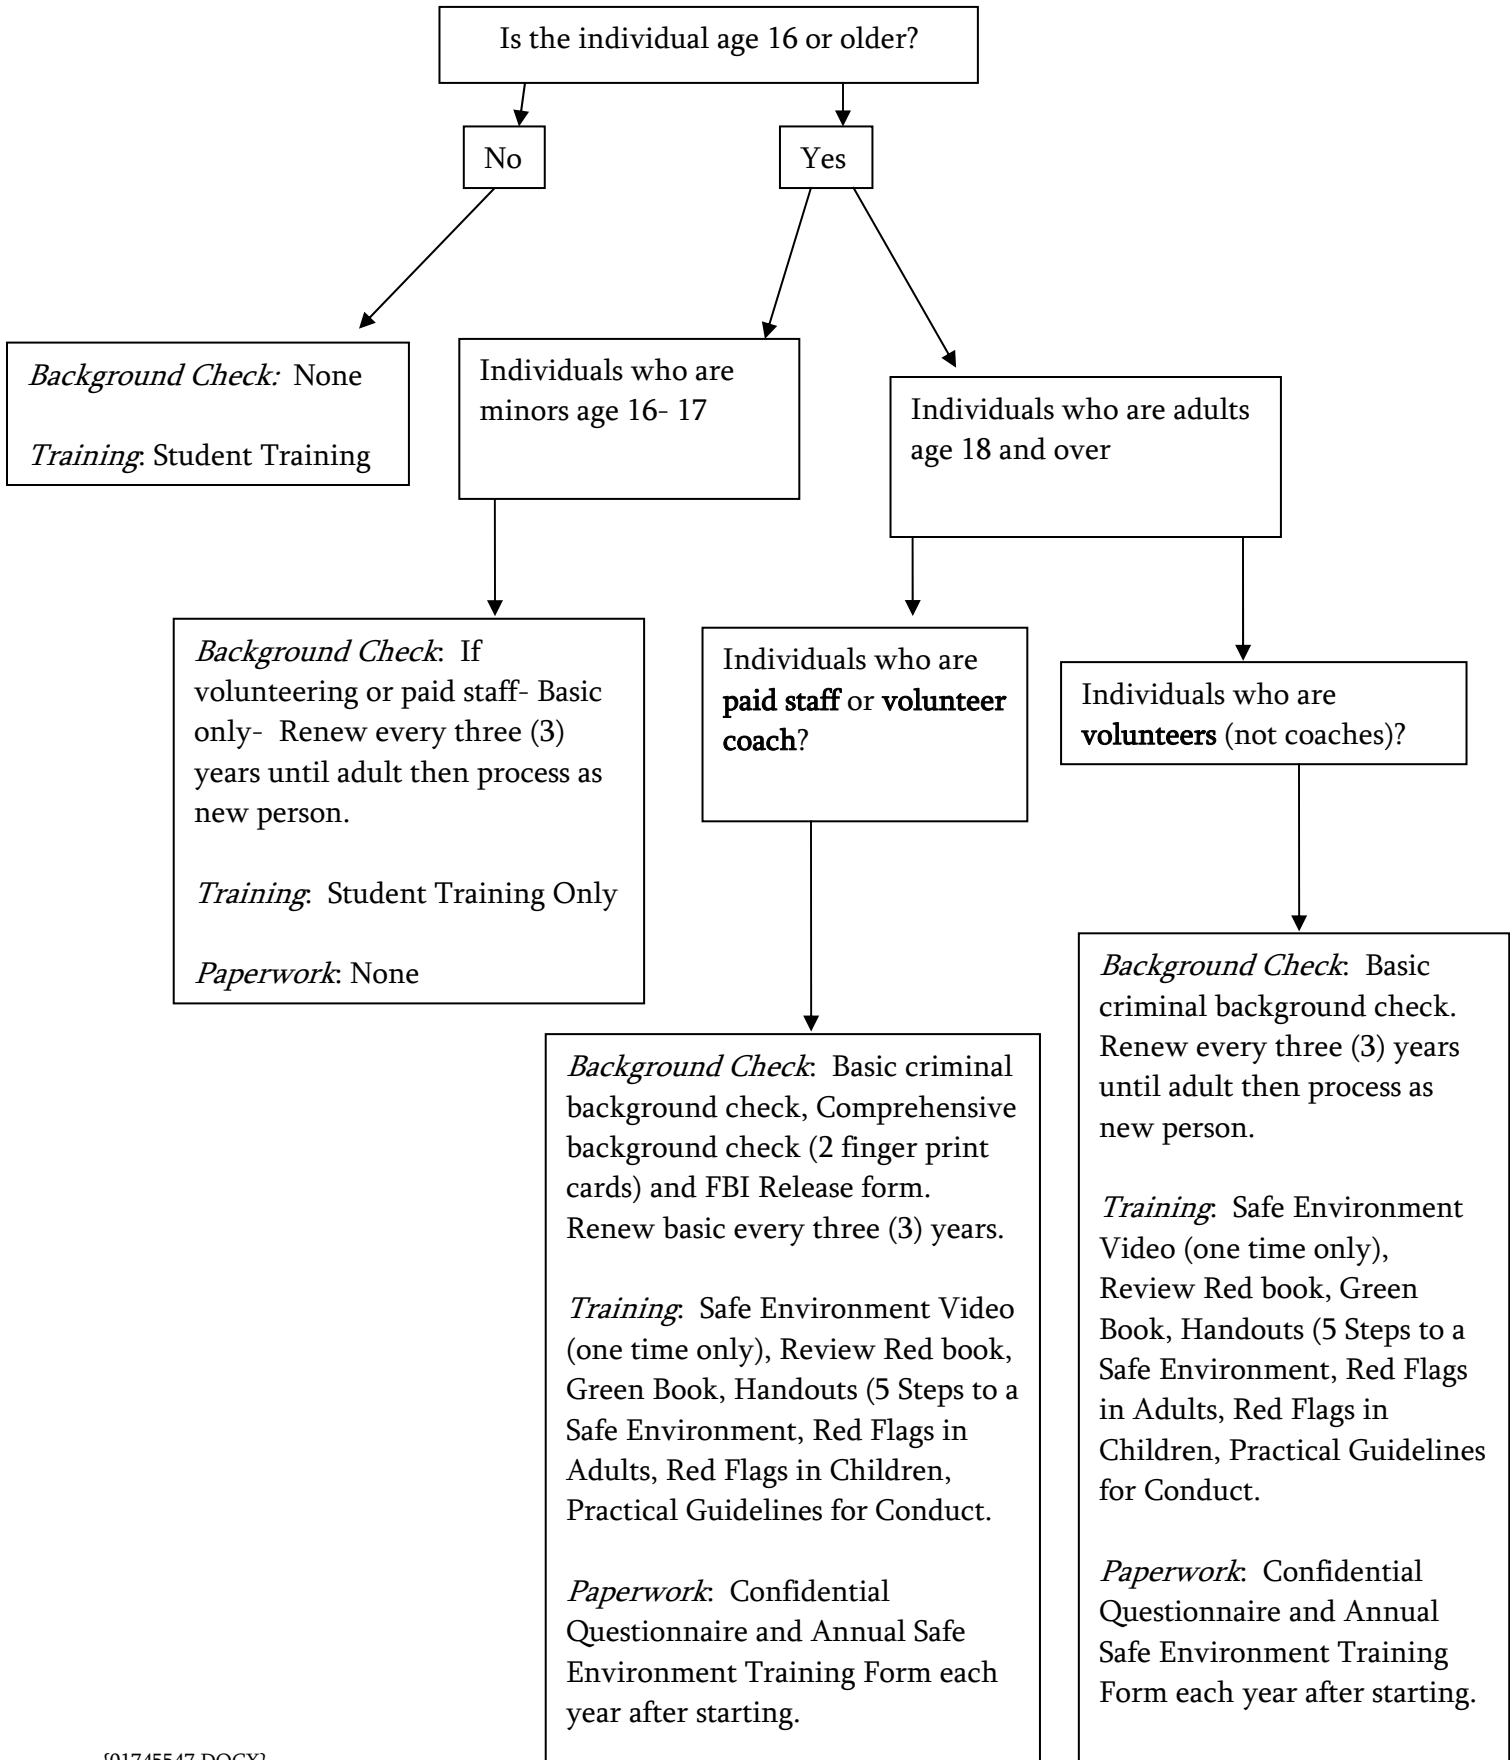 Is the individual age 16 or older?
No
Yes
Background Check: None
Training: Student Training
Individuals who are
minors age 16- 17
Individuals who are adults
age 18 and over
Background Check: If
volunteering or paid staff- Basic
only- Renew every three (3)
years until adult then process as
new person.
Training: Student Training Only
Paperwork: None
Individuals who are
paid staff or volunteer
coach?
Individuals who are
volunteers (not coaches)?
Background Check: Basic criminal
background check, Comprehensive
background check (2 finger print
cards) and FBI Release form.
Renew basic every three (3) years.
Training: Safe Environment Video
(one time only), Review Red book,
Green Book, Handouts (5 Steps to a
Safe Environment, Red Flags in
Adults, Red Flags in Children,
Practical Guidelines for Conduct.
Paperwork: Confidential
Questionnaire and Annual Safe
Environment Training Form each
year after starting.
Background Check: Basic
criminal background check.
Renew every three (3) years
until adult then process as
new person.
Training: Safe Environment
Video (one time only),
Review Red book, Green
Book, Handouts (5 Steps to a
Safe Environment, Red Flags
in Adults, Red Flags in
Children, Practical Guidelines
for Conduct.
Paperwork: Confidential
Questionnaire and Annual
Safe Environment Training
Form each year after starting.
{01745547.DOCX}